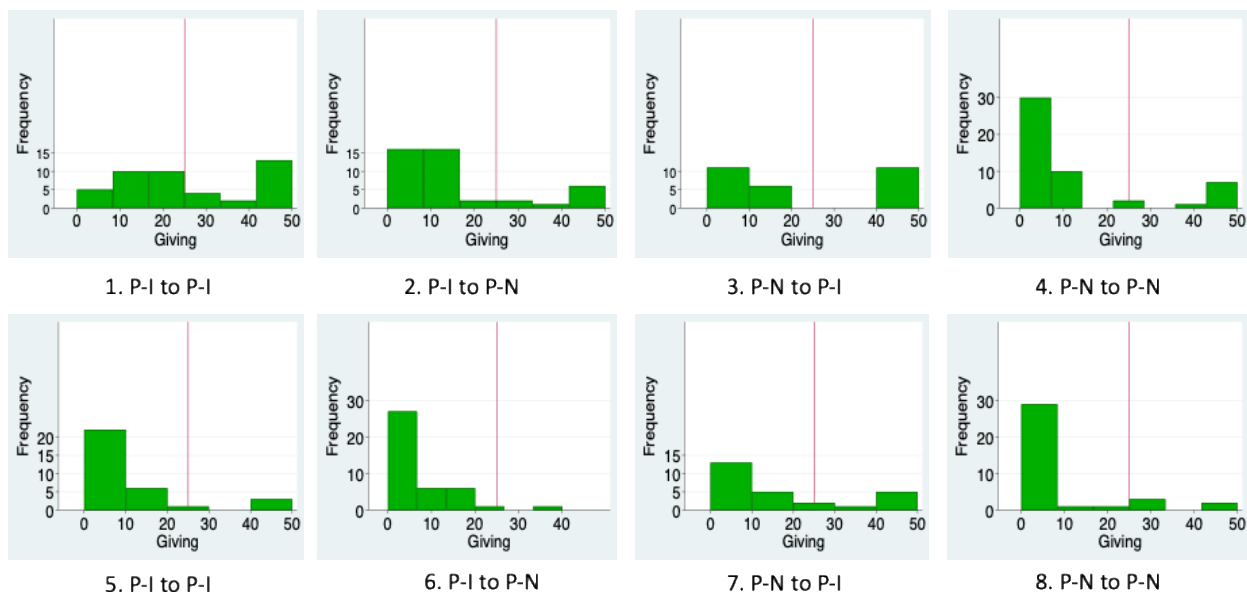 Frequency
15
10
5
0
0 10 20 30 40 50
Giving
1. P-I to P-I
Frequency
15
10
5
0
0 10 20 30 40 50
Giving
2. P-I to P-N
Frequency
10
5
0
0 10 20 30 40 50
Giving
3. P-N to P-I
Frequency
30
20
10
0
0 10 20 30 40 50
Giving
4. P-N to P-N
Frequency
20
15
10
5
0
0 10 20 30 40 50
Giving
5. P-I to P-I
Frequency
30
20
10
0
0 10 20 30 40
Giving
6. P-I to P-N
Frequency
15
10
5
0
0 10 20 30 40 50
Giving
7. P-N to P-I
Frequency
30
20
10
0
0 10 20 30 40 50
Giving
8. P-N to P-N